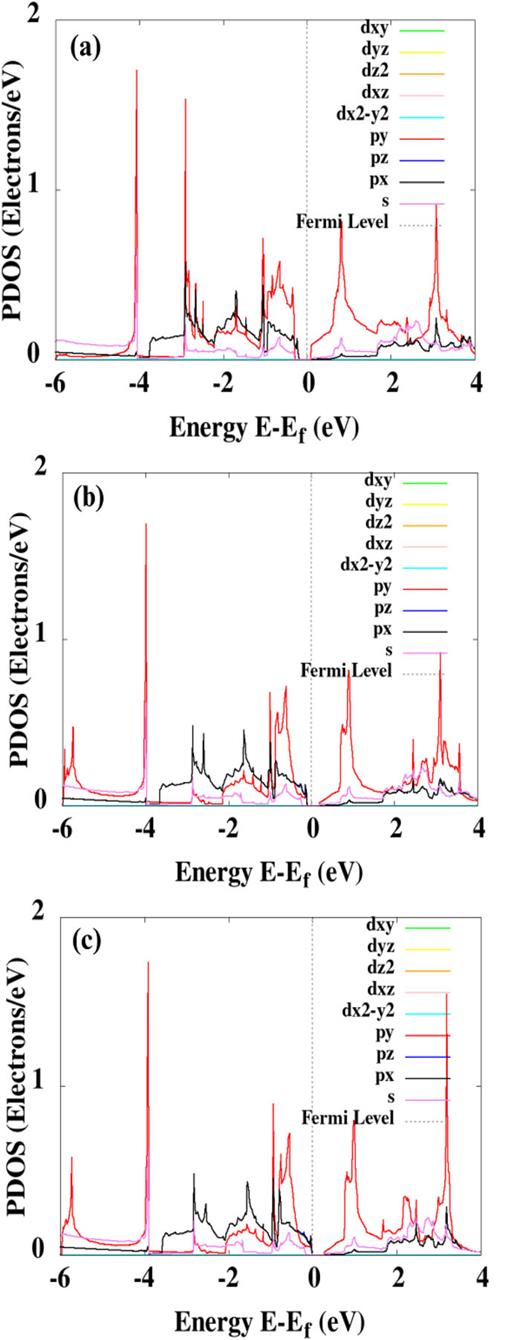 2
(a)
dxy
dyz
dz2
dxz
dx2-y2
py
1
pz
px
s
Fermi Level
0
-6 -4 -2 0 2 4
PDOS (Electrons/eV)
Energy E-Ef (eV)
2
(b)
dxy
dyz
dz2
dxz
dx2-y2
py
pz
1
px
s
Fermi Level
0
-6 -4 -2 0 2 4
PDOS (Electrons/eV)
Energy E-Ef (eV)
2
(c)
dxy
dyz
dz2
dxz
dx2-y2
py
pz
1
px
s
Fermi Level
0
-6 -4 -2 0 2 4
PDOS (Electrons/eV)
Energy E-Ef (eV)